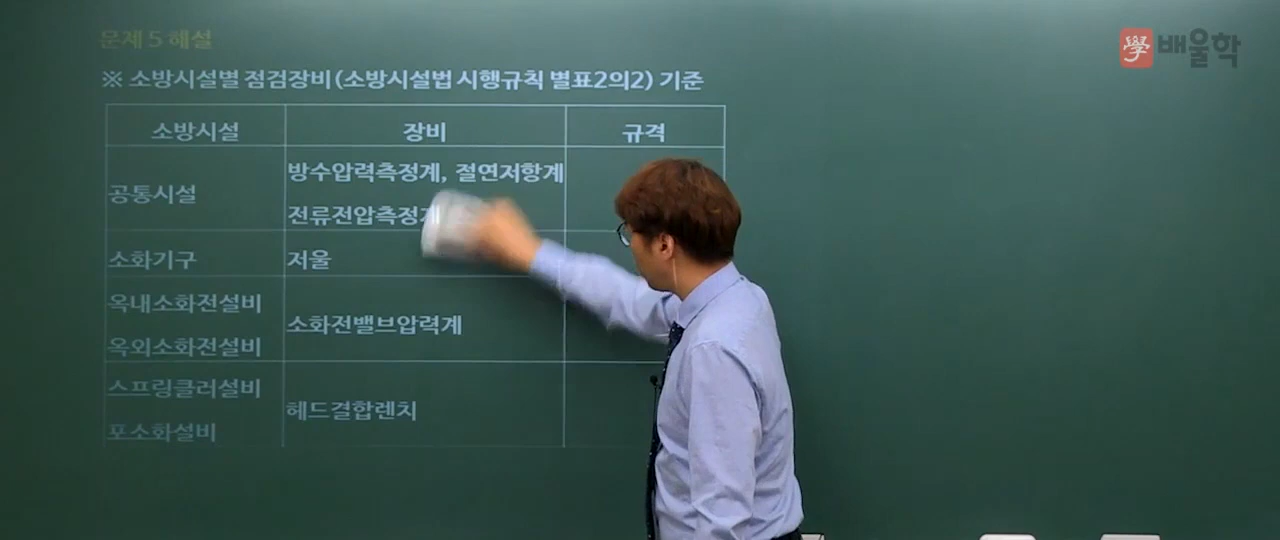 문제 5 해설
學 배울학
※ 소방시설별 점검장비 (소방시설법 시행규칙 별표2의2) 기준
소방시설 장비 규격
공통시설 방수압력측정계, 절연저항계
전류전압측정
소화기구 저울
옥내소화전설비
소화전밸브압력계
옥외소화전설비
스프링클러설비
헤드결합렌치
포소화설비